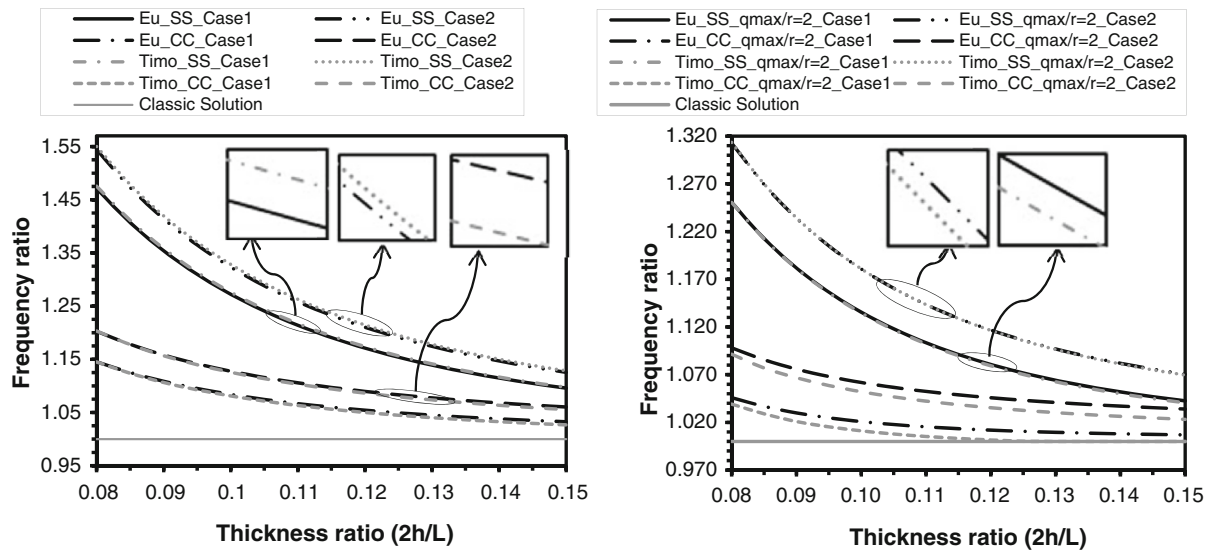 Eu_SS_Case1
Eu_SS_Case2
Eu_CC_Case1
Eu_CC_Case2
Timo_SS_Case1
Timo_SS_Case2
Timo_CC_Case1
Timo_CC_Case2
Classic Solution
Frequency ratio
1.55
1.45
1.35
1.25
1.15
1.05
0.95
0.08
0.09
0.1
0.11
0.12
0.13
0.14
0.15
Thickness ratio (2h/L)
Eu_SS_qmax/r=2_Case1
Eu_SS_qmax/r=2_Case2
Eu_CC_qmax/r=2_Case1
Eu_CC_qmax/r=2_Case2
Timo_SS_qmax/r=2_Case1
Timo_SS_qmax/r=2_Case2
Timo_CC_qmax/r=2_Case1
Timo_CC_qmax/r=2_Case2
Classic Solution
Frequency ratio
1.320
1.270
1.220
1.170
1.120
1.070
1.020
0.970
0.08
0.09
0.10
0.11
0.12
0.13
0.14
0.15
Thickness ratio (2h/L)